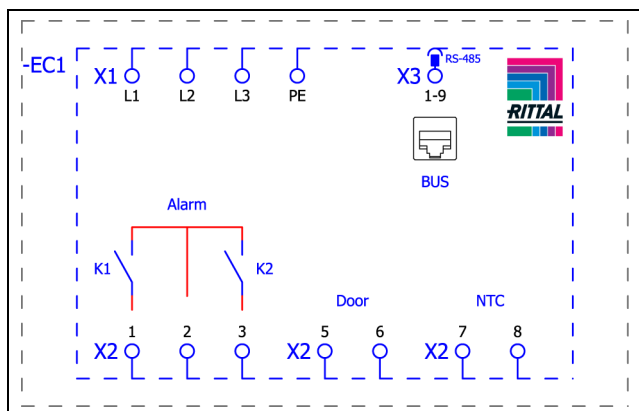 -EC1
X1
L1
L2
L3
PE
X3
RS-485
1-9
RITTAL
BUS
Alarm
K1
K2
Door
NTC
X2
1
2
3
X2
5
6
X2
7
8